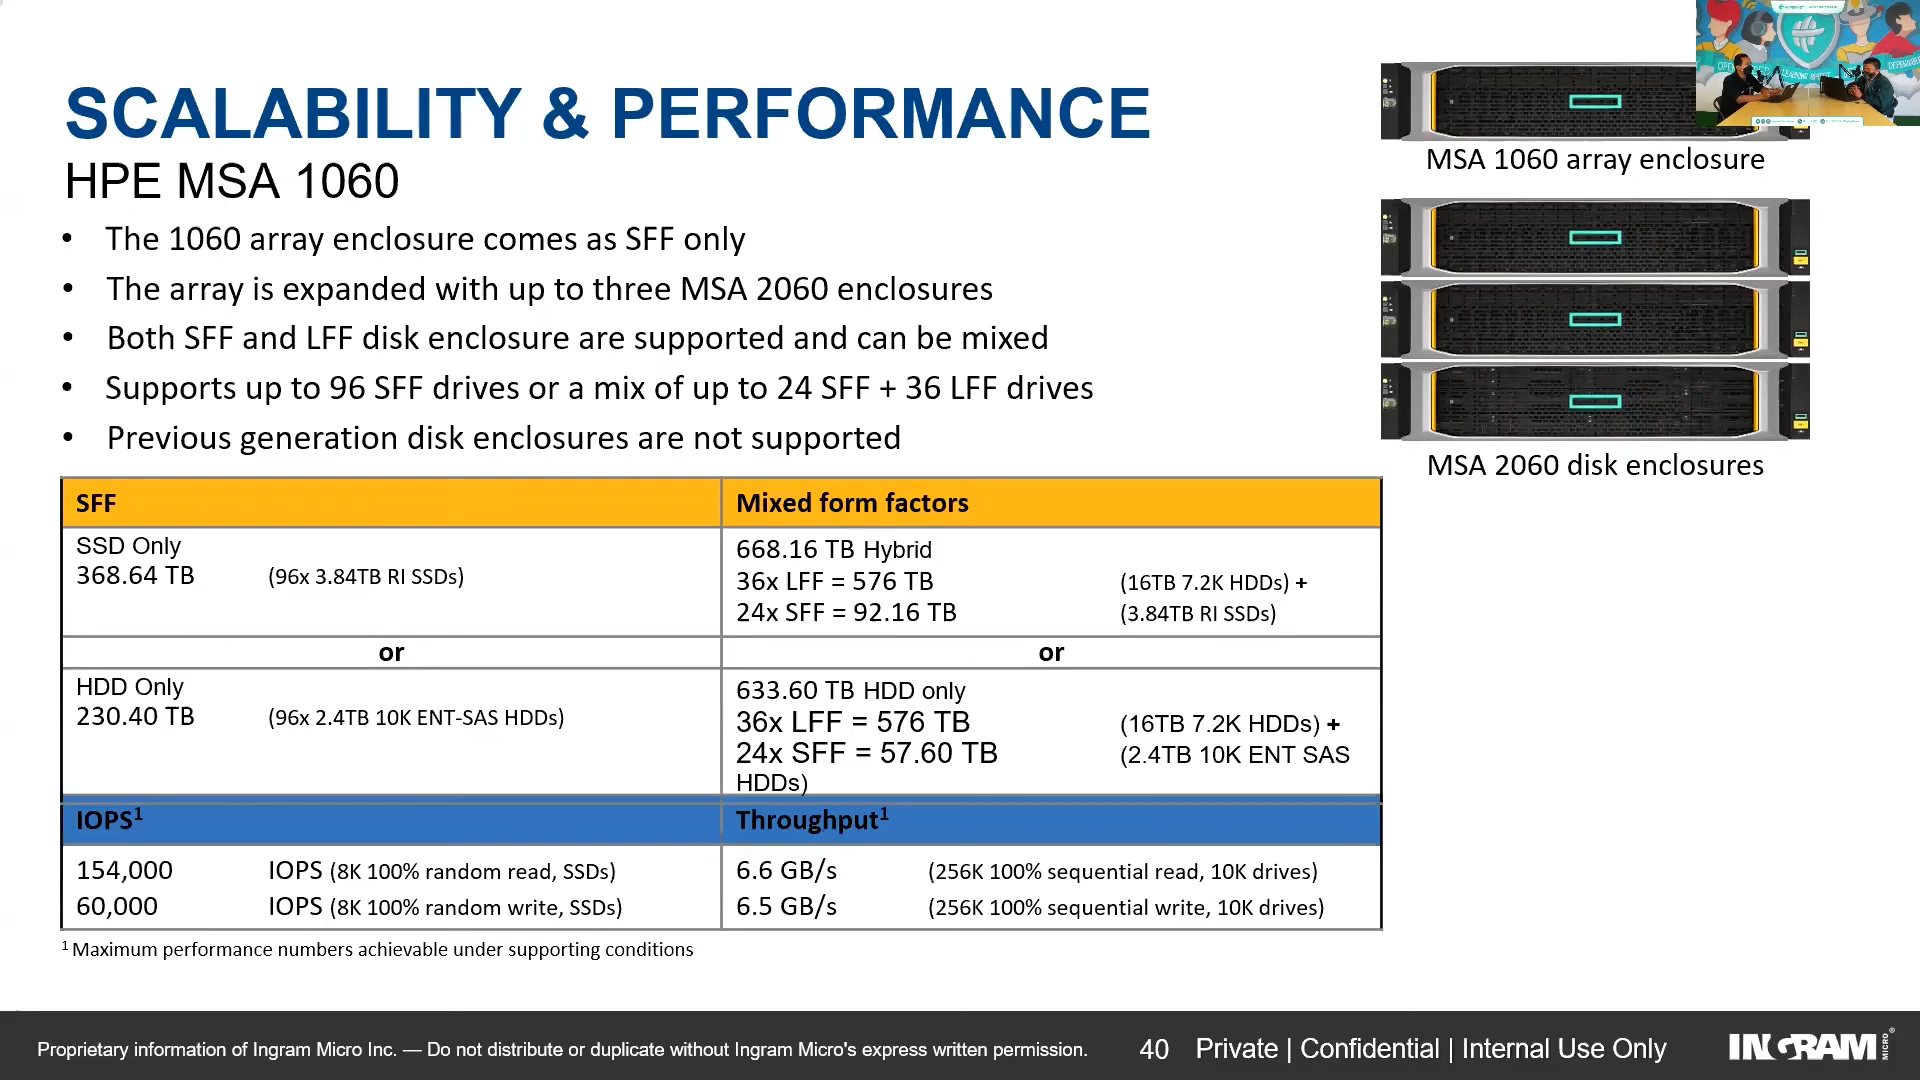 SCALABILITY & PERFORMANCE
HPE MSA 1060
• The 1060 array enclosure comes as SFF only
• The array is expanded with up to three MSA 2060 enclosures
• Both SFF and LFF disk enclosure are supported and can be mixed
• Supports up to 96 SFF drives or a mix of up to 24 SFF + 36 LFF drives
• Previous generation disk enclosures are not supported
MSA 1060 array enclosure
MSA 2060 disk enclosures
SFF
Mixed form factors
SSD Only
368.64 TB (96x 3.84TB RI SSDs)
668.16 TB Hybrid
36x LFF = 576 TB (16TB 7.2K HDDs) +
24x SFF = 92.16 TB (3.84TB RI SSDs)
or
or
HDD Only
230.40 TB (96x 2.4TB 10K ENT-SAS HDDs)
633.60 TB HDD only
36x LFF = 576 TB (16TB 7.2K HDDs) +
24x SFF = 57.60 TB (2.4TB 10K ENT SAS
HDDs)
IOPS¹
Throughput¹
154,000 IOPS (8K 100% random read, SSDs)
60,000 IOPS (8K 100% random write, SSDs)
6.6 GB/s (256K 100% sequential read, 10K drives)
6.5 GB/s (256K 100% sequential write, 10K drives)
¹ Maximum performance numbers achievable under supporting conditions
Proprietary information of Ingram Micro Inc. — Do not distribute or duplicate without Ingram Micro's express written permission.
40 Private | Confidential | Internal Use Only
INGRAM MICRO®